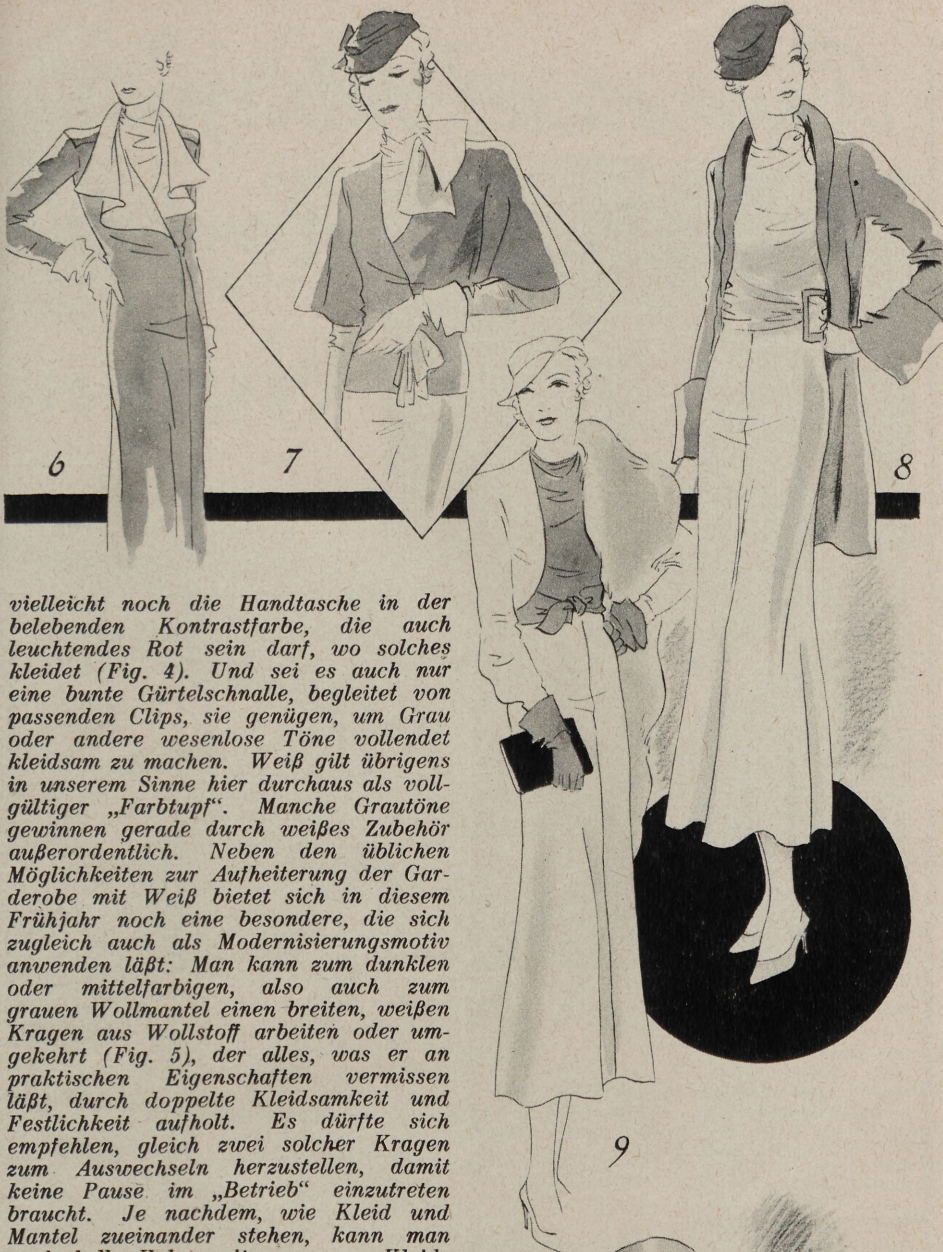 6
7
8
vielleicht noch die Handtasche in der
belebenden Kontrastfarbe, die auch
leuchtendes Rot sein darf, wo solches
kleidet (Fig. 4). Und sei es auch nur
eine bunte Gürtelschnalle, begleitet von
passenden Clips, sie genügen, um Grau
oder andere wesenlose Töne vollendet
kleidsam zu machen. Weiß gilt übrigens
in unserem Sinne hier durchaus als voll-
gültiger „Farbtupf“. Manche Grautöne
gewinnen gerade durch weißes Zubehör
außerordentlich. Neben den üblichen
Möglichkeiten zur Aufheiterung der Gar-
derobe mit Weiß bietet sich in diesem
Frühjahr noch eine besondere, die sich
zugleich auch als Modernisierungsmotiv
anwenden läßt: Man kann zum dunklen
oder mittelfarbigen, also auch zum
grauen Wollmantel einen breiten, weißen
Kragen aus Wollstoff arbeiten oder um-
gekehrt (Fig. 5), der alles, was er an
praktischen Eigenschaften vermissen
läßt, durch doppelte Kleidsamkeit und
Festlichkeit aufholt. Es dürfte sich
empfehlen, gleich zwei solcher Kragen
zum Auswechseln herzustellen, damit
keine Pause im „Betrieb“ einzutreten
braucht. Je nachdem, wie Kleid und
Mantel zueinander stehen, kann man
9